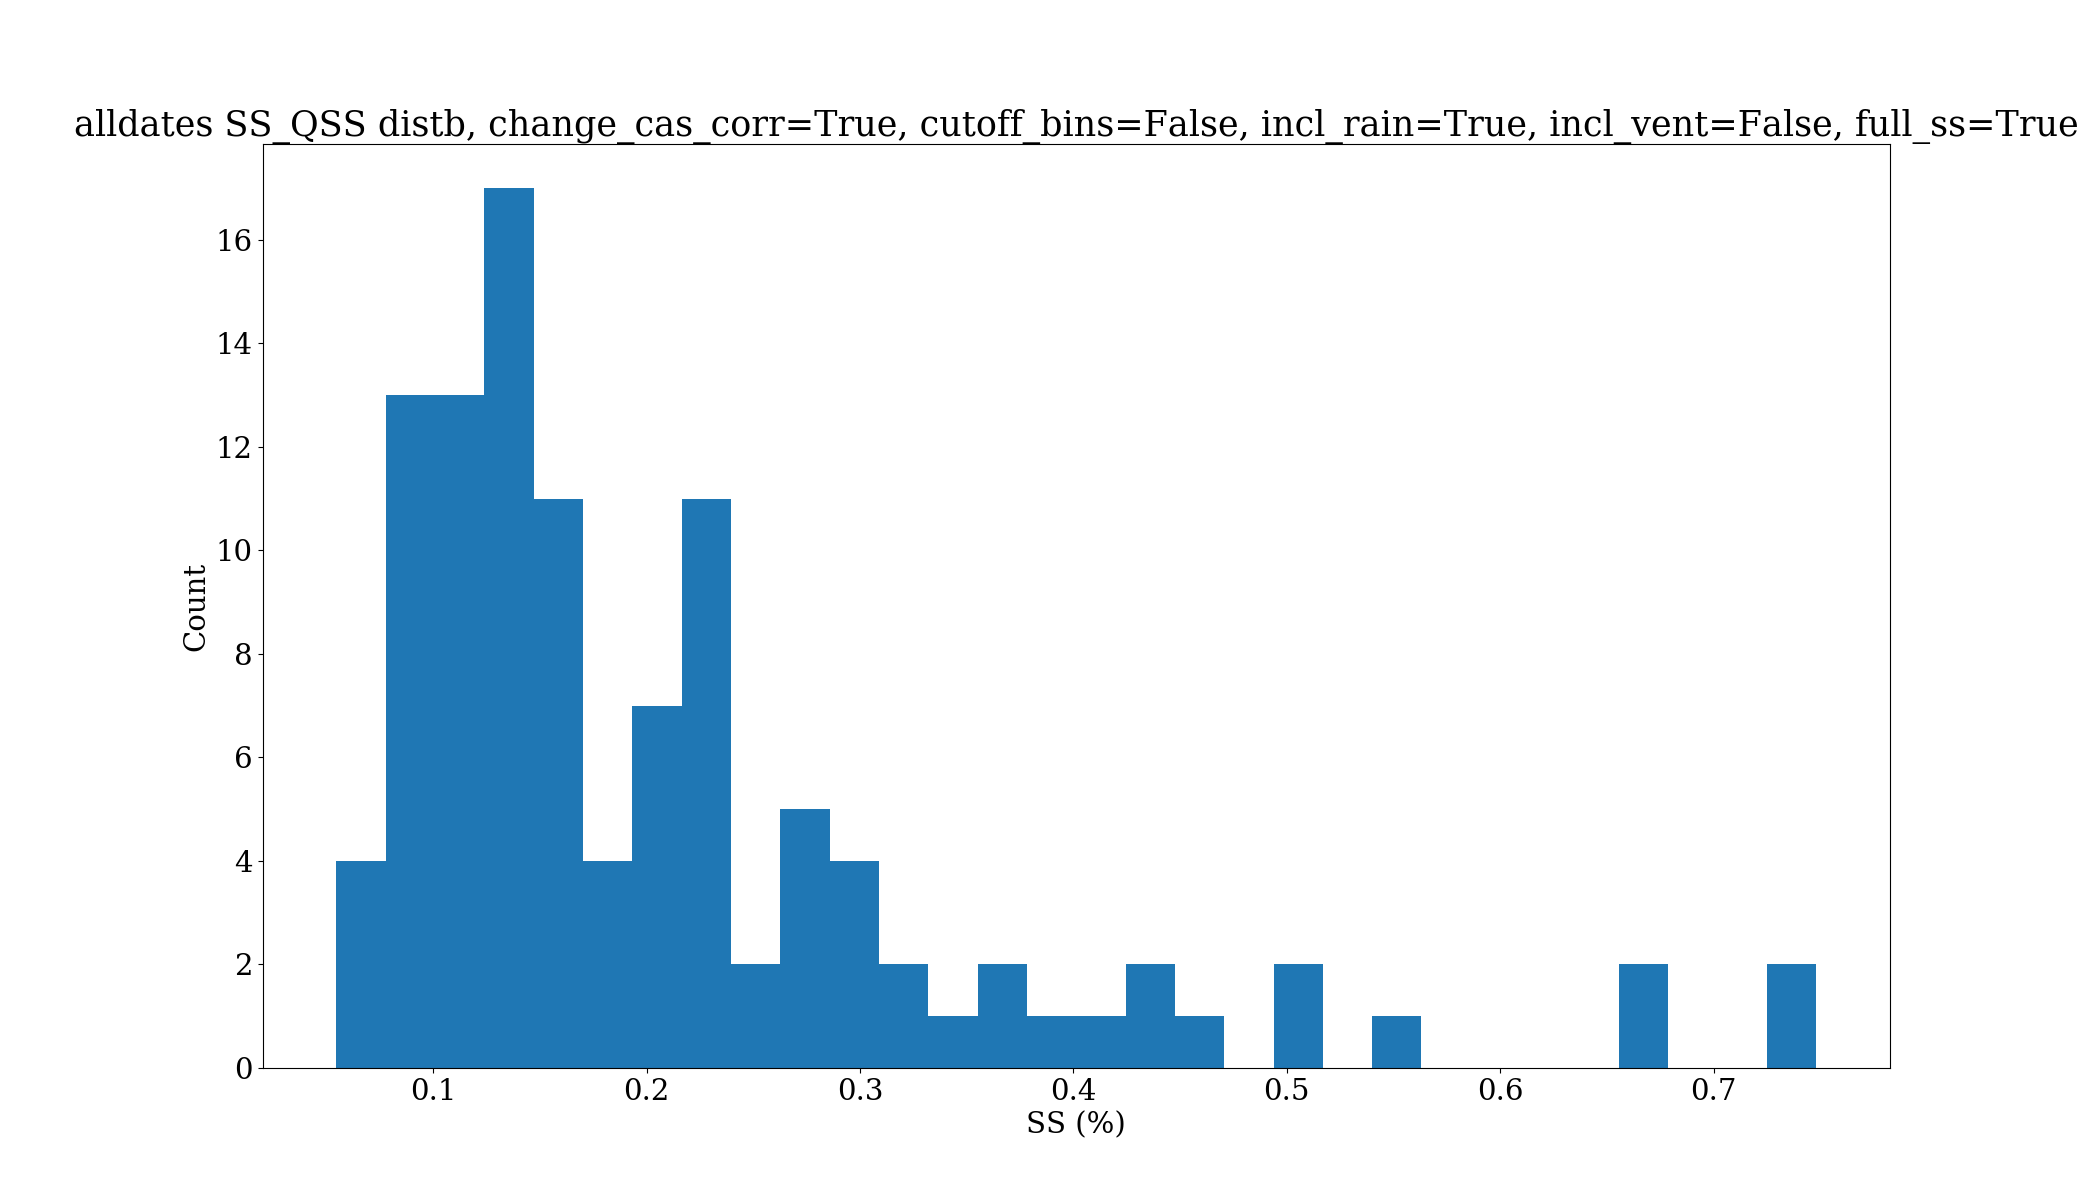 alldates SS_QSS distb, change_cas_corr=True, cutoff_bins=False, incl_rain=True, incl_vent=False, full_ss=True
16
14
12
10
8
6
4
2
0
Count
0.1 0.2 0.3 0.4 0.5 0.6 0.7
SS (%)